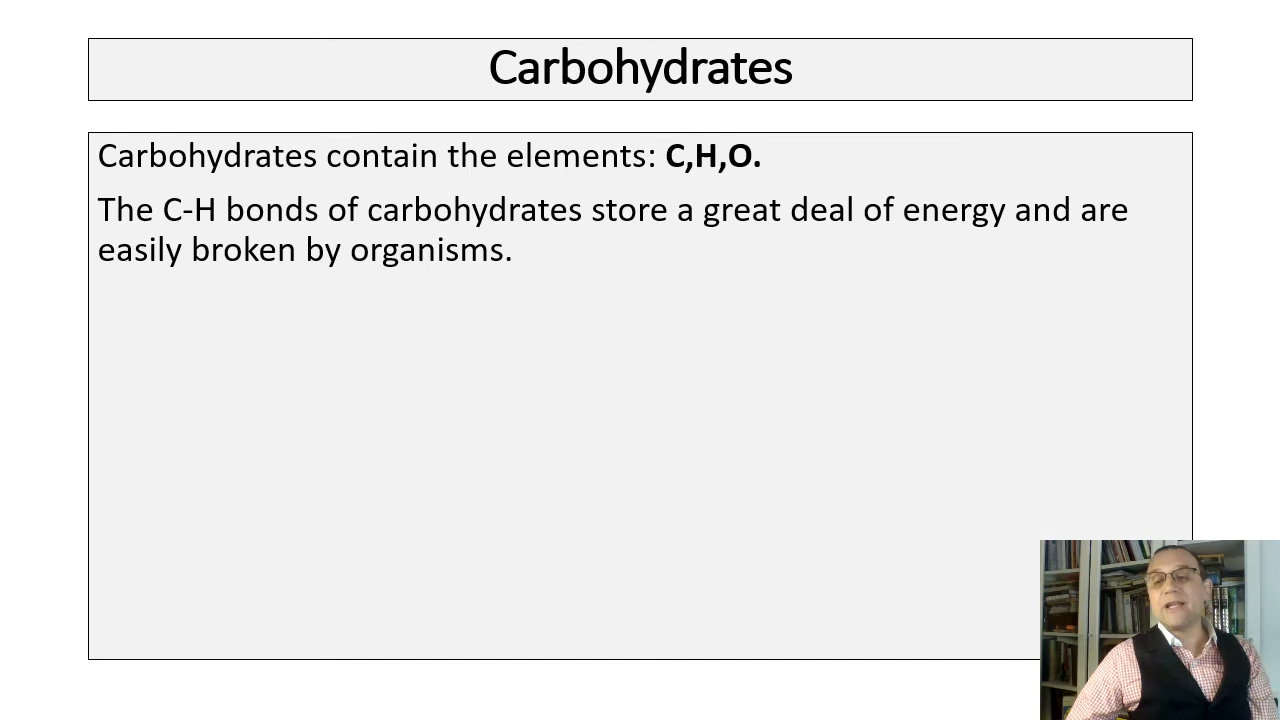 Carbohydrates
Carbohydrates contain the elements: C,H,O.
The C-H bonds of carbohydrates store a great deal of energy and are
easily broken by organisms.